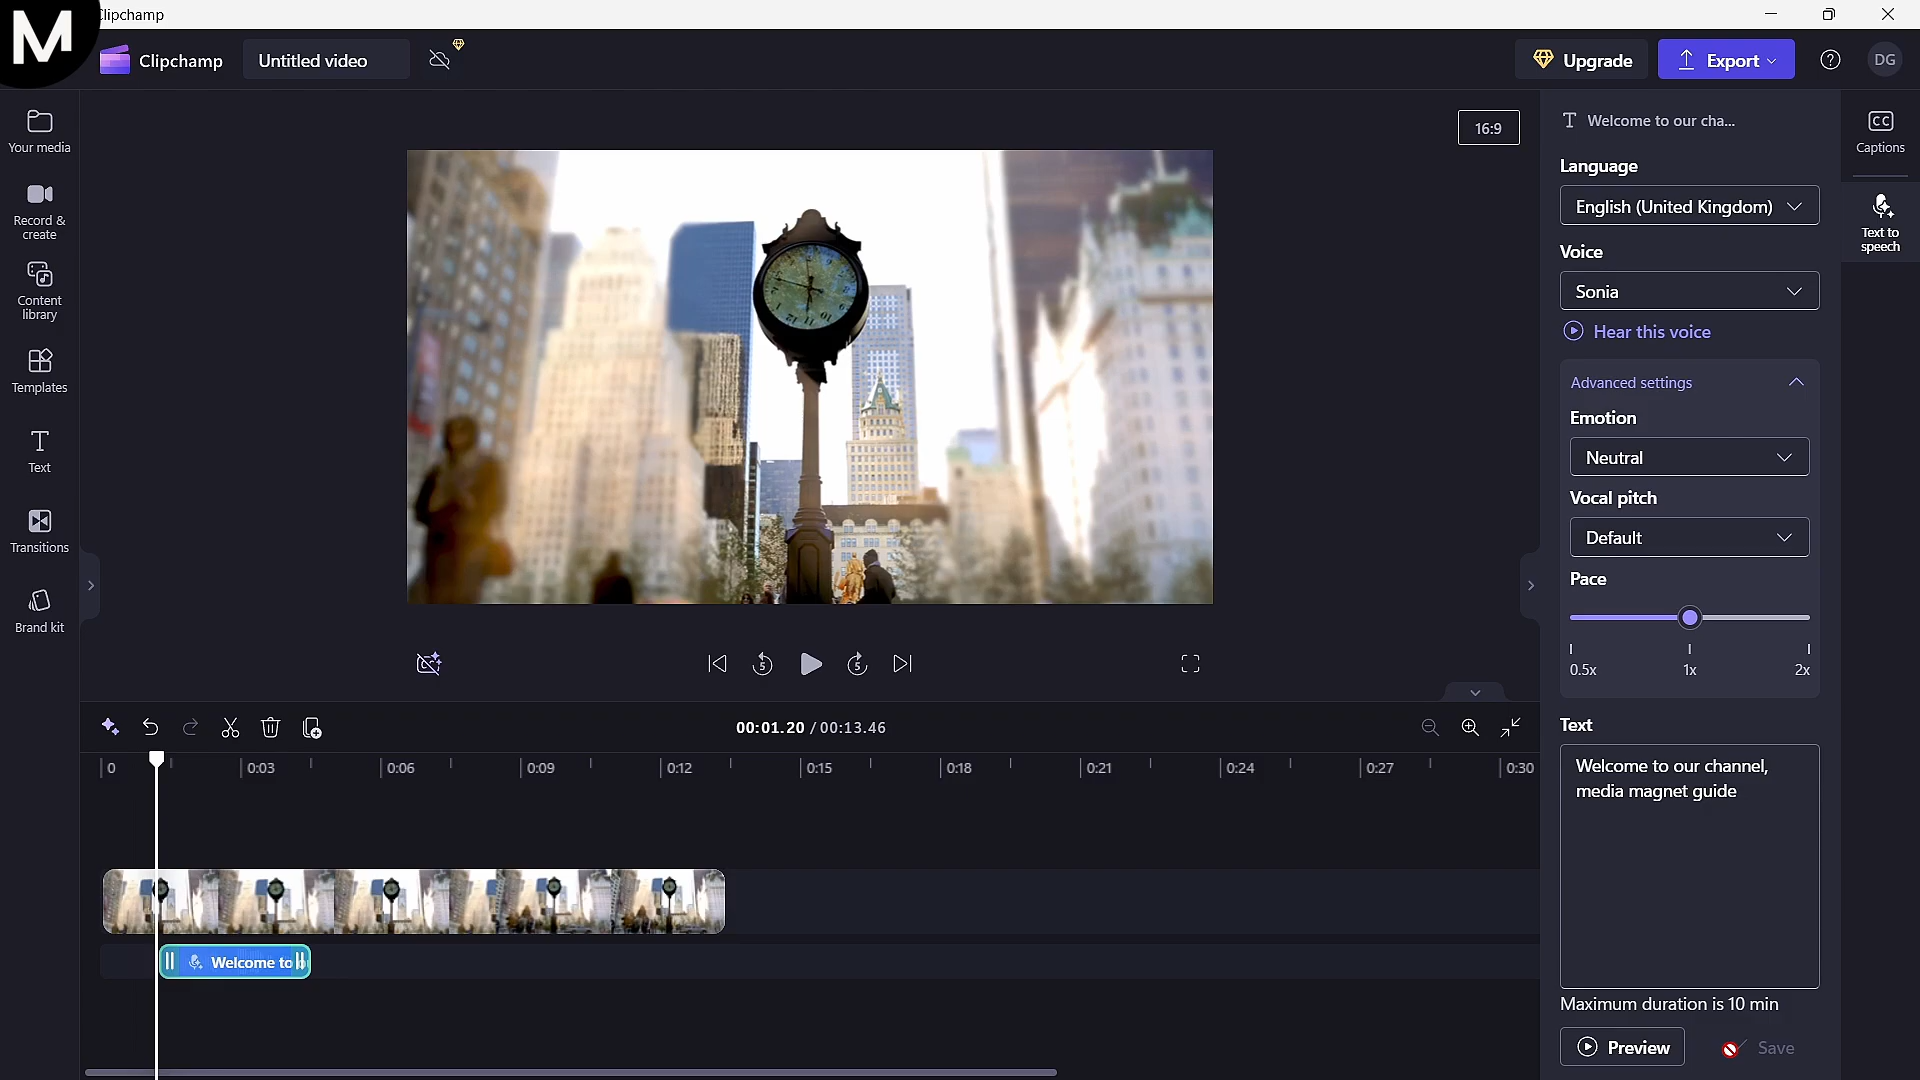 M
Clipchamp
Clipchamp
Untitled video
Upgrade
Export
DG
Your media
Record &
create
Content
library
Templates
Text
Transitions
Brand kit
16:9
5
5
00:01.20 / 00:13.46
0
0:03
0:06
0:09
0:12
0:15
0:18
0:21
0:24
0:27
0:30
Welcome to
T Welcome to our cha...
Language
English (United Kingdom)
Voice
Sonia
Hear this voice
Advanced settings
Emotion
Neutral
Vocal pitch
Default
Pace
0.5x
1x
2x
Text
Welcome to our channel,
media magnet guide
Maximum duration is 10 min
Preview
Save
CC
Captions
Text to
speech